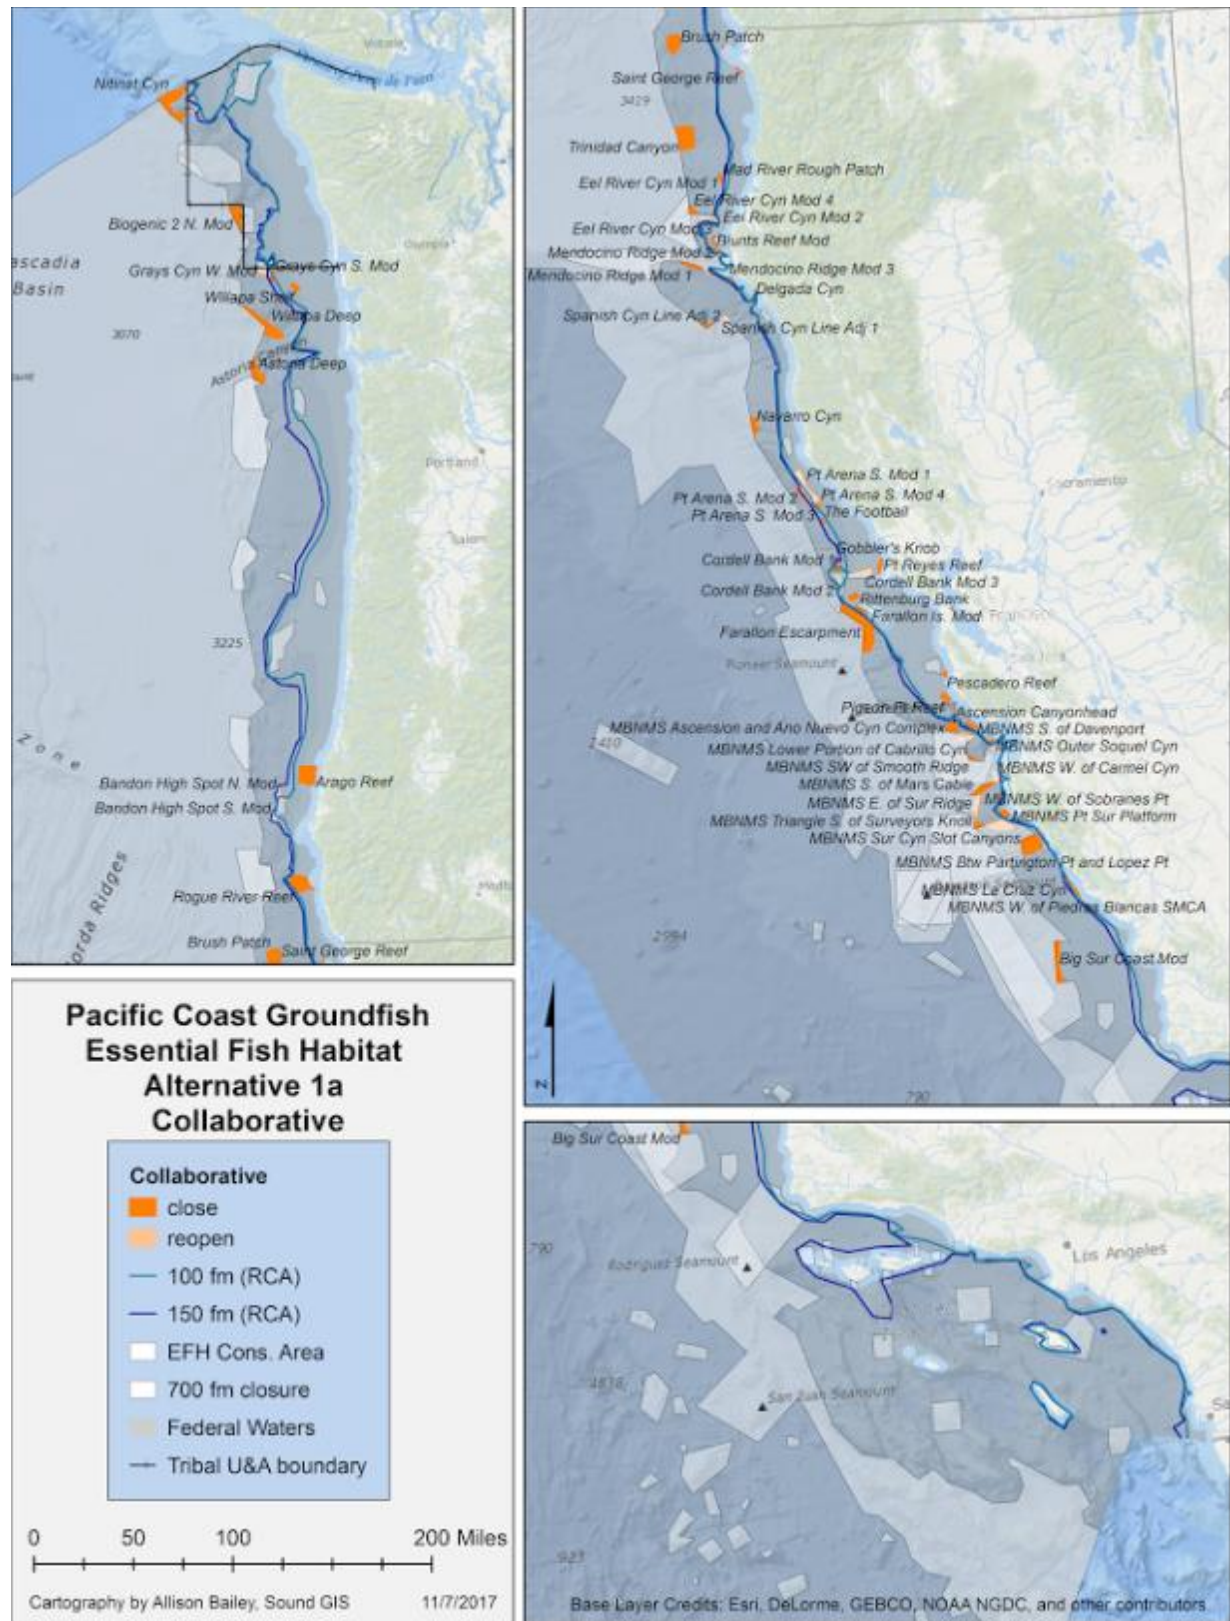 Nitinat Cyn
Victoria
Biogenic 2 N. Mod
Olympia
ascadia
Basin
Grays Cyn W. Mod
Grays Cyn S. Mod
Willapa Deep
3070
Astoria Deep
Portland
Salem
3225
Zone
Bandon High Spot N. Mod
Arago Reef
Bandon High Spot S. Mod
orda Ridges
Rogue River Reef
Brush Patch
Saint George Reef
Brush Patch
Saint George Reef
3429
Trinidad Canyon
Mad River Rough Patch
Eel River Cyn Mod 1
Eel River Cyn Mod 4
Eel River Cyn Mod 2
Eel River Cyn Mod 3
Blunts Reef Mod
Mendocino Ridge Mod 2
Mendocino Ridge Mod 3
Mendocino Ridge Mod 1
Delgada Cyn
Spanish Cyn Line Adj 2
Spanish Cyn Line Adj 1
Navarro Cyn
Pt Arena S. Mod 1
Sacramento
Pt Arena S. Mod 2
Pt Arena S. Mod 4
Pt Arena S. Mod 3
The Football
Gobbler's Knob
Cordell Bank Mod 1
Pt Reyes Reef
Cordell Bank Mod 3
Cordell Bank Mod 2
Rittenburg Bank
Farallon Is. Mod
Farallon Escarpment
Pioneer Seamount
Pescadero Reef
Pigeon Pt Reef
Ascension Canyonhead
MBNMS Ascension and Ano Nuevo Cyn Complex
MBNMS S. of Davenport
2410
MBNMS Outer Soquel Cyn
MBNMS Lower Portion of Cabrillo Cyn
MBNMS SW of Smooth Ridge
MBNMS W. of Carmel Cyn
MBNMS S. of Mars Cable
MBNMS E. of Sur Ridge
MBNMS W. of Sobranes Pt
MBNMS Triangle S. of Surveyors Knoll
MBNMS Pt Sur Platform
MBNMS Sur Cyn Slot Canyons
MBNMS Btw Partington Pt and Lopez Pt
MBNMS La Cruz Cyn
MBNMS W. of Piedras Blancas SMCA
2984
Big Sur Coast Mod
790
Z
Pacific Coast Groundfish
Essential Fish Habitat
Alternative 1a
Collaborative
Collaborative
close
reopen
100 fm (RCA)
150 fm (RCA)
EFH Cons. Area
700 fm closure
Federal Waters
Tribal U&A boundary
0 50 100 200 Miles
Cartography by Allison Bailey, Sound GIS 11/7/2017
Big Sur Coast Mod
790
Rodriguez Seamount
Los Angeles
San Juan Seamount
923
Base Layer Credits: Esri, DeLorme, GEBCO, NOAA NGDC, and other contributors